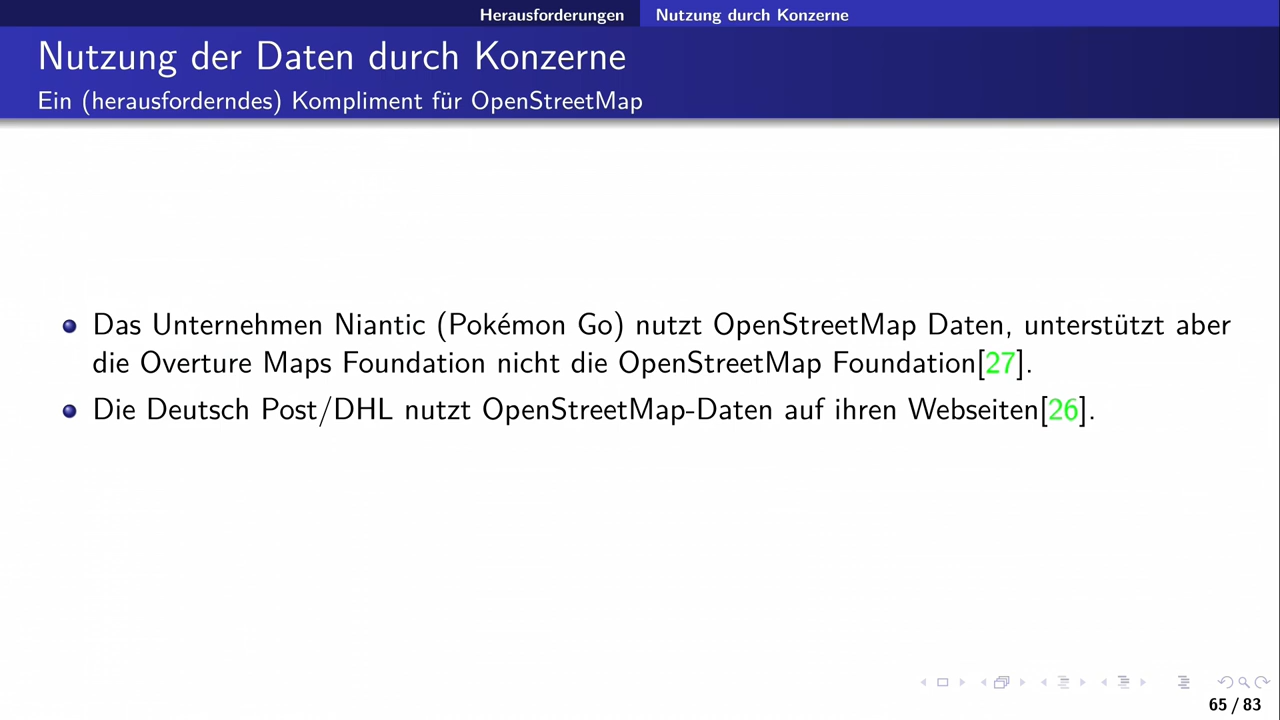 Herausforderungen Nutzung durch Konzerne
Nutzung der Daten durch Konzerne
Ein (herausforderndes) Kompliment für OpenStreetMap
Das Unternehmen Niantic (Pokémon Go) nutzt OpenStreetMap Daten, unterstützt aber
die Overture Maps Foundation nicht die OpenStreetMap Foundation[27].
Die Deutsch Post/DHL nutzt OpenStreetMap-Daten auf ihren Webseiten[26].
65 / 83